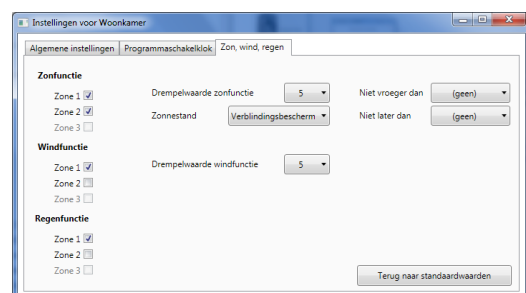 Instellingen voor Woonkamer
Algemene instellingen Programmaschakelklok Zon, wind, regen
Zonfunctie
Zone 1 Drempelwaarde zonfunctie 5 Niet vroeger dan (geen)
Zone 2 Zonnestand Verblindingsbescherm Niet later dan (geen)
Zone 3
Windfunctie
Zone 1 Drempelwaarde windfunctie 5
Zone 2
Zone 3
Regenfunctie
Zone 1
Zone 2
Zone 3 Terug naar standaardwaarden